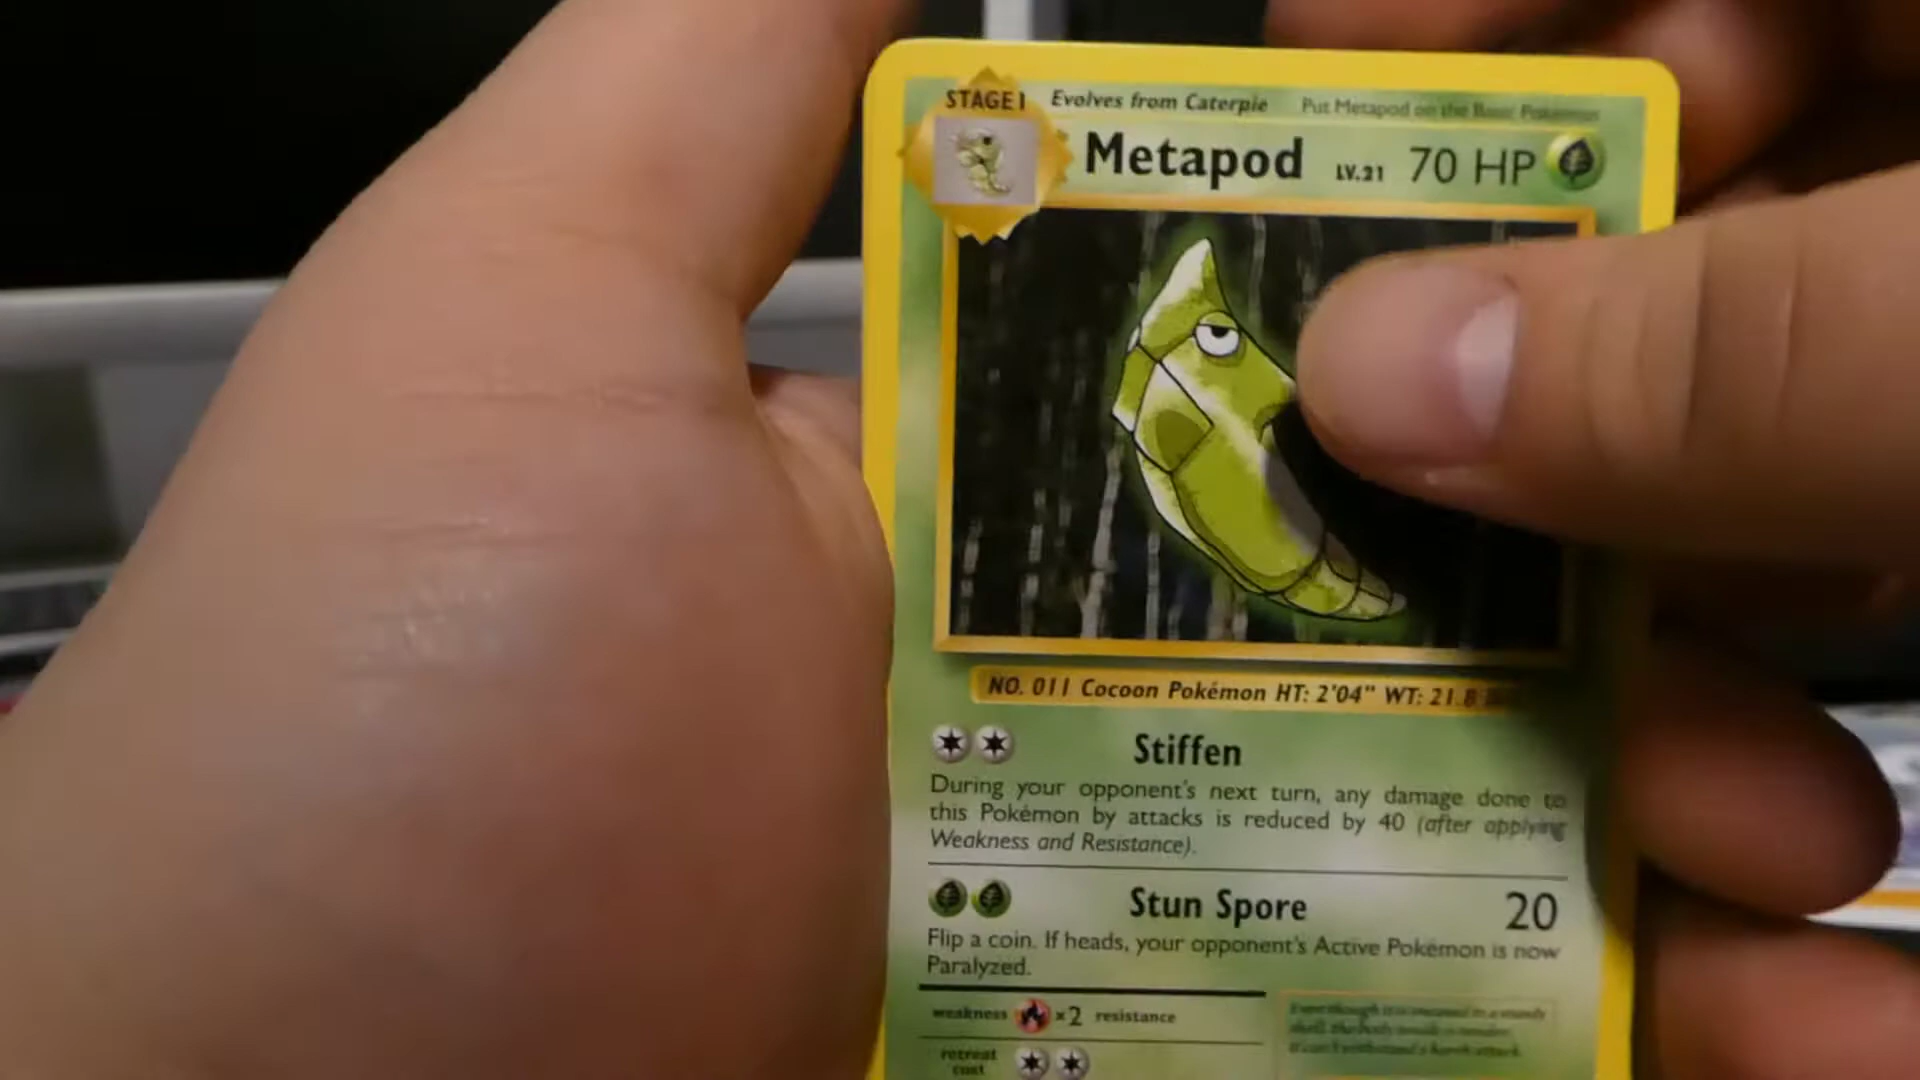 STAGE 1 Evolves from Caterpie Put Metapod on the Basic Pokémon
Metapod LV.21 70 HP
NO. 011 Cocoon Pokémon HT: 2'04" WT: 21.8
Stiffen
During your opponent's next turn, any damage done to
this Pokémon by attacks is reduced by 40 (after applying
Weakness and Resistance).
Stun Spore 20
Flip a coin. If heads, your opponent's Active Pokémon is now
Paralyzed.
weakness ×2 resistance
retreat
cost